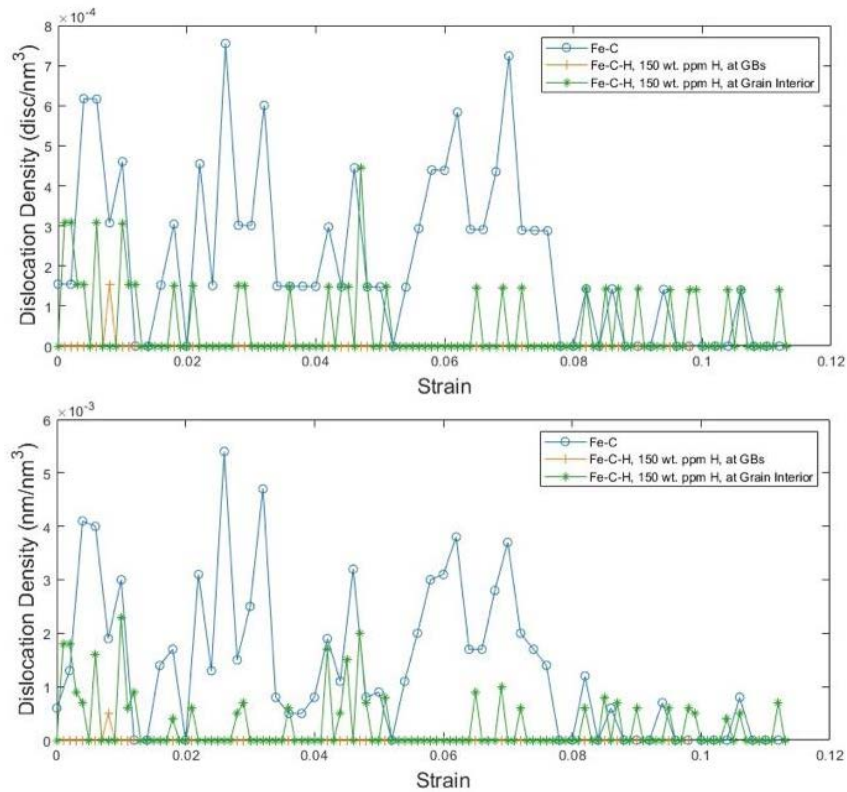 ×10⁻⁴
8
7
6
5
4
3
2
1
0
Dislocation Density (disc/nm³)
Fe-C
Fe-C-H, 150 wt. ppm H, at GBs
Fe-C-H, 150 wt. ppm H, at Grain Interior
0 0.02 0.04 0.06 0.08 0.1 0.12
Strain
×10⁻³
6
5
4
3
2
1
0
Dislocation Density (nm/nm³)
Fe-C
Fe-C-H, 150 wt. ppm H, at GBs
Fe-C-H, 150 wt. ppm H, at Grain Interior
0 0.02 0.04 0.06 0.08 0.1 0.12
Strain